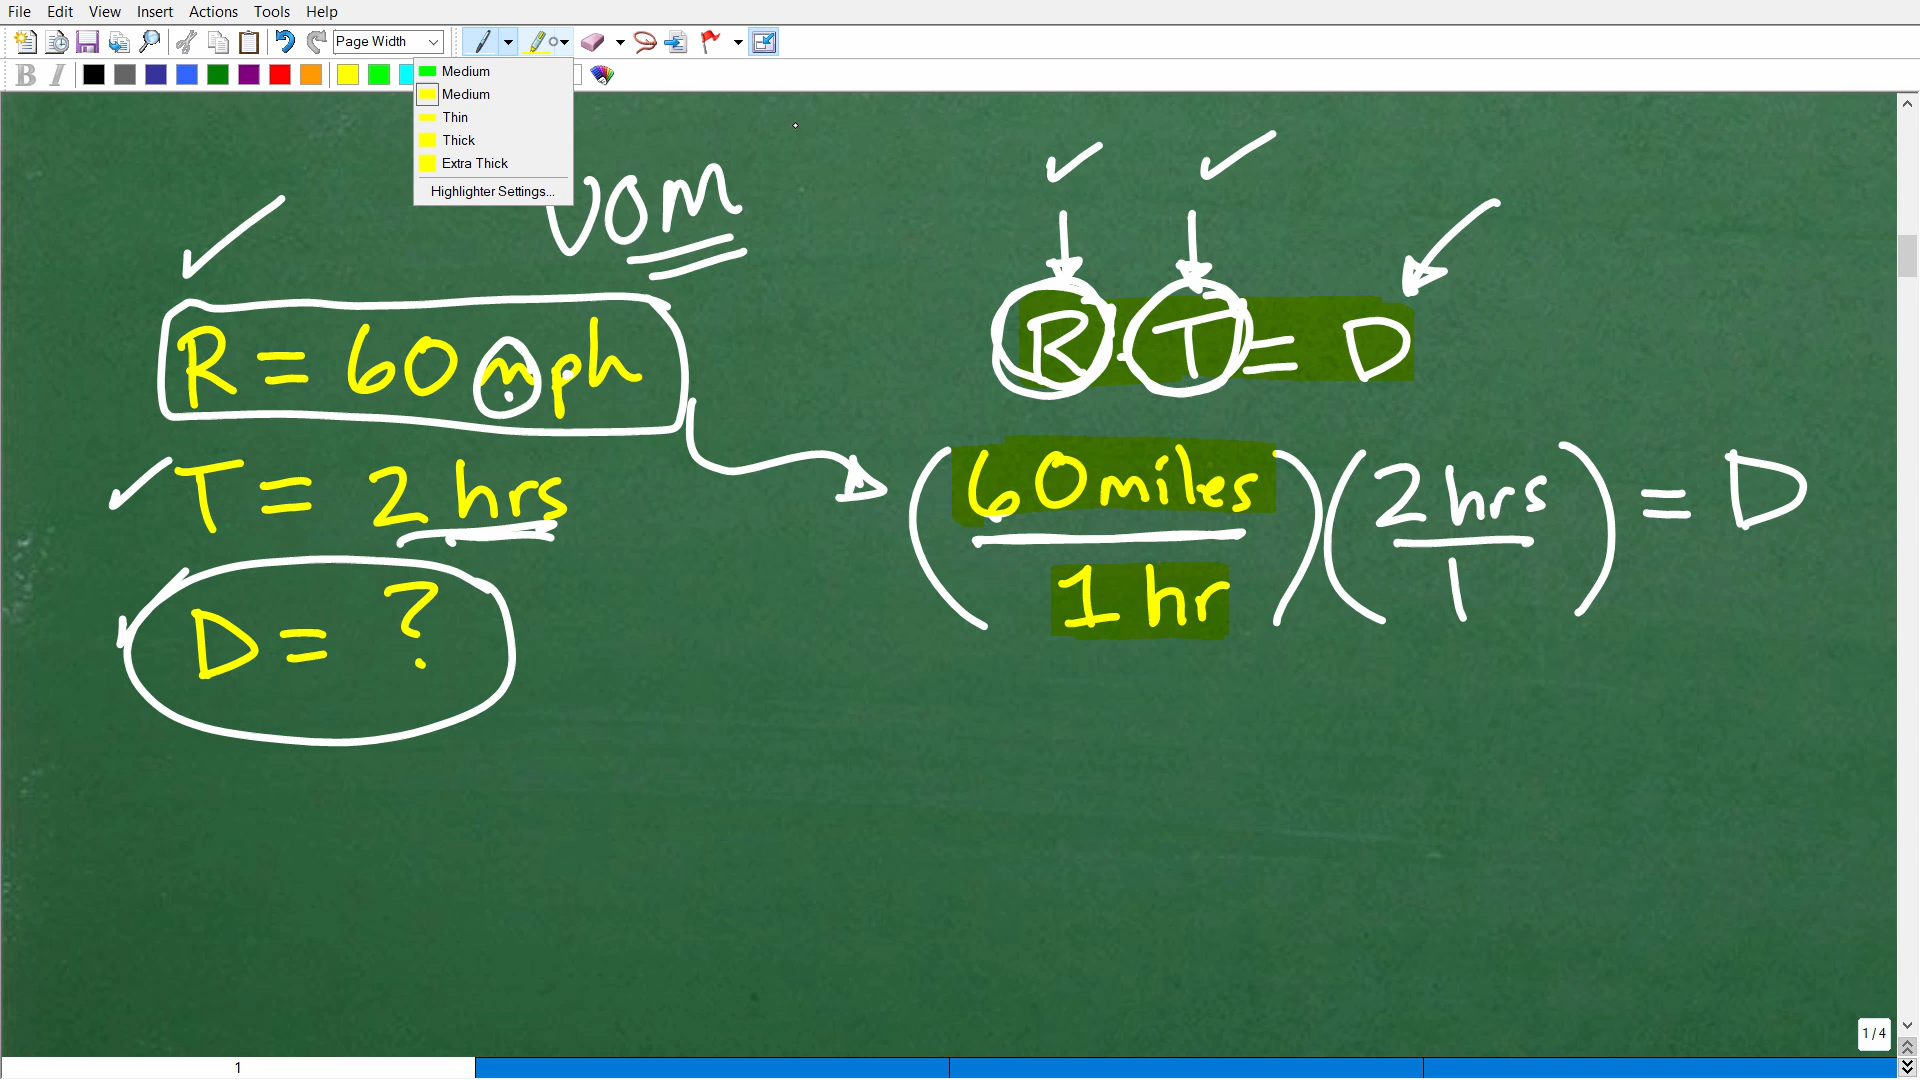 File Edit View Insert Actions Tools Help
Page Width
B I
Medium
Medium
Thin
Thick
Extra Thick
Highlighter Settings...
UOM
R = 60 mph
T = 2 hrs
D = ?
R · T = D
(60 miles / 1 hr)(2 hrs / 1) = D
1 / 4
1